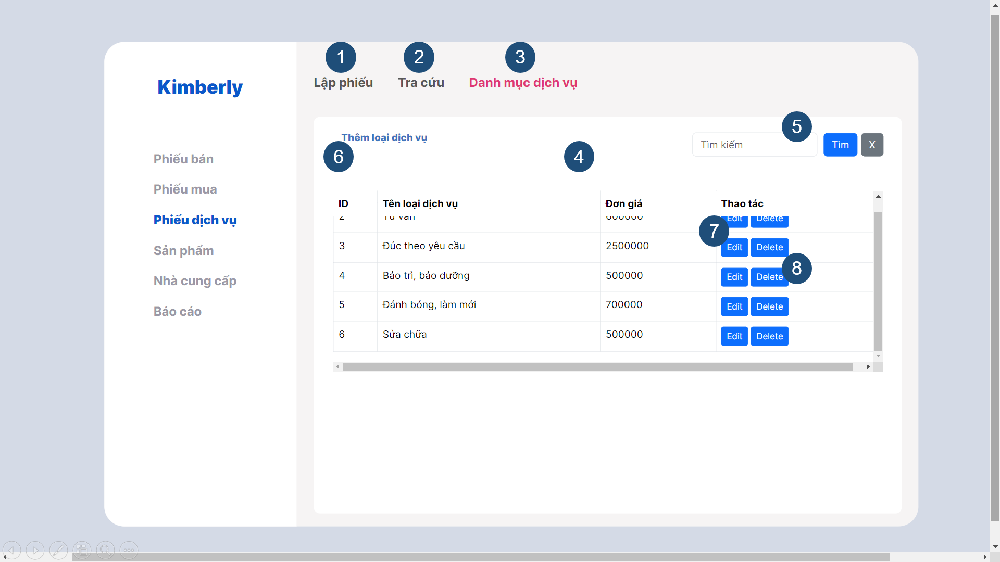 1
2
3
Kimberly
Lập phiếu
Tra cứu
Danh mục dịch vụ
Phiếu bán
Phiếu mua
Phiếu dịch vụ
Sản phẩm
Nhà cung cấp
Báo cáo
Thêm loại dịch vụ
5
Tìm kiếm
Tìm
X
6
4
ID
Tên loại dịch vụ
Đơn giá
Thao tác
2
Tư vấn
600000
Edit
Delete
7
3
Đúc theo yêu cầu
2500000
Edit
Delete
4
Bảo trì, bảo dưỡng
500000
Edit
Delete
8
5
Đánh bóng, làm mới
700000
Edit
Delete
6
Sửa chữa
500000
Edit
Delete